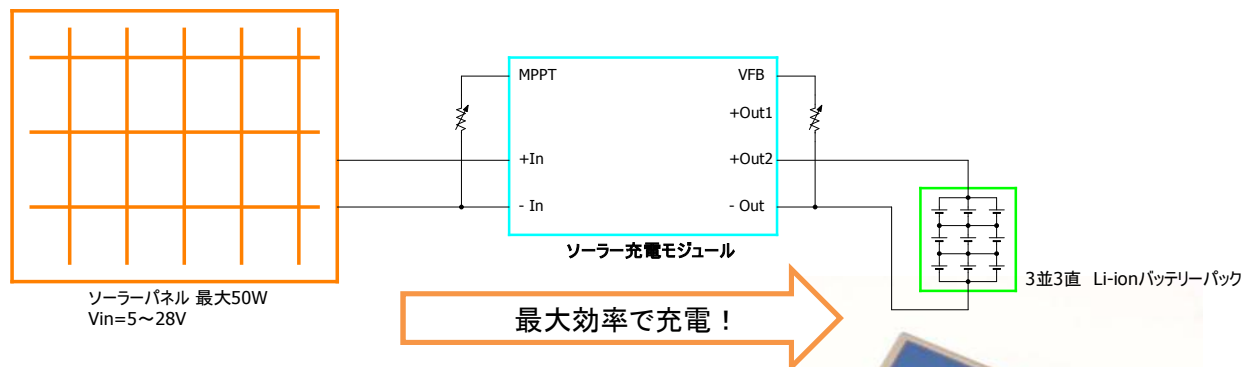 MPPT
VFB
+Out1
+In
+Out2
- In
- Out
ソーラー充電モジュール
3並3直 Li-ionバッテリーパック
ソーラーパネル 最大50W
Vin=5～28V
最大効率で充電！